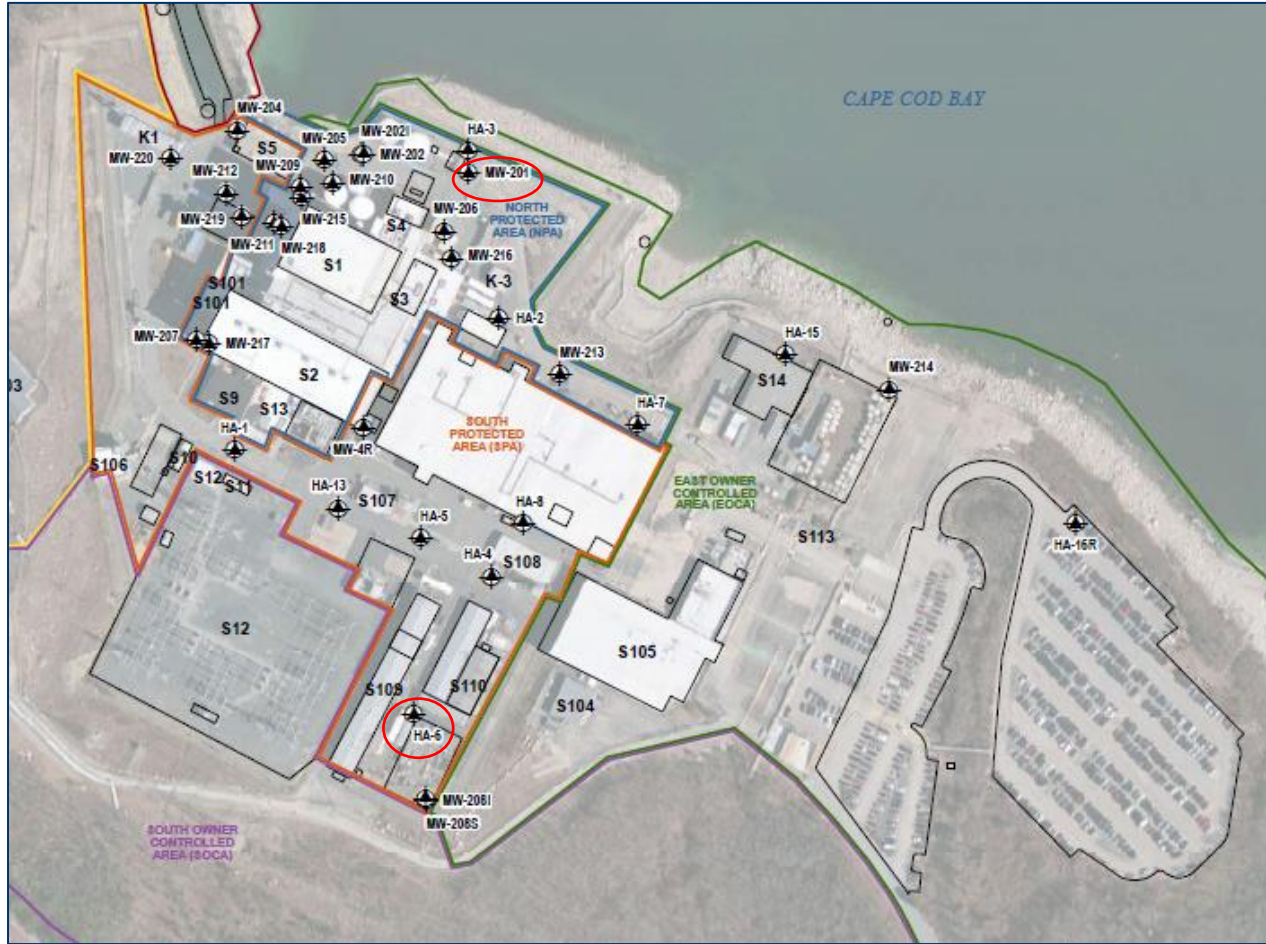 CAPE COD BAY
MW-204
HA-3
MW-205
MW-202I
K1
S5
MW-202
MW-220
MW-209
MW-201
MW-212
MW-210
NORTH
PROTECTED
AREA (NPA)
MW-206
MW-219
MW-215
S4
MW-211
MW-218
MW-216
S1
K-3
S101
S101
S3
HA-2
MW-207
MW-217
HA-15
MW-213
S2
S14
MW-214
03
S9
S13
HA-7
SOUTH
PROTECTED
AREA (SPA)
HA-1
MW-4R
S106
S10
S12
S11
EAST OWNER
CONTROLLED
AREA (EOCA)
HA-13
S107
HA-8
HA-5
S113
HA-16R
HA-4
S108
S12
S105
S109
S110
S104
HA-6
MW-208I
MW-208S
SOUTH OWNER
CONTROLLED
AREA (SOCA)